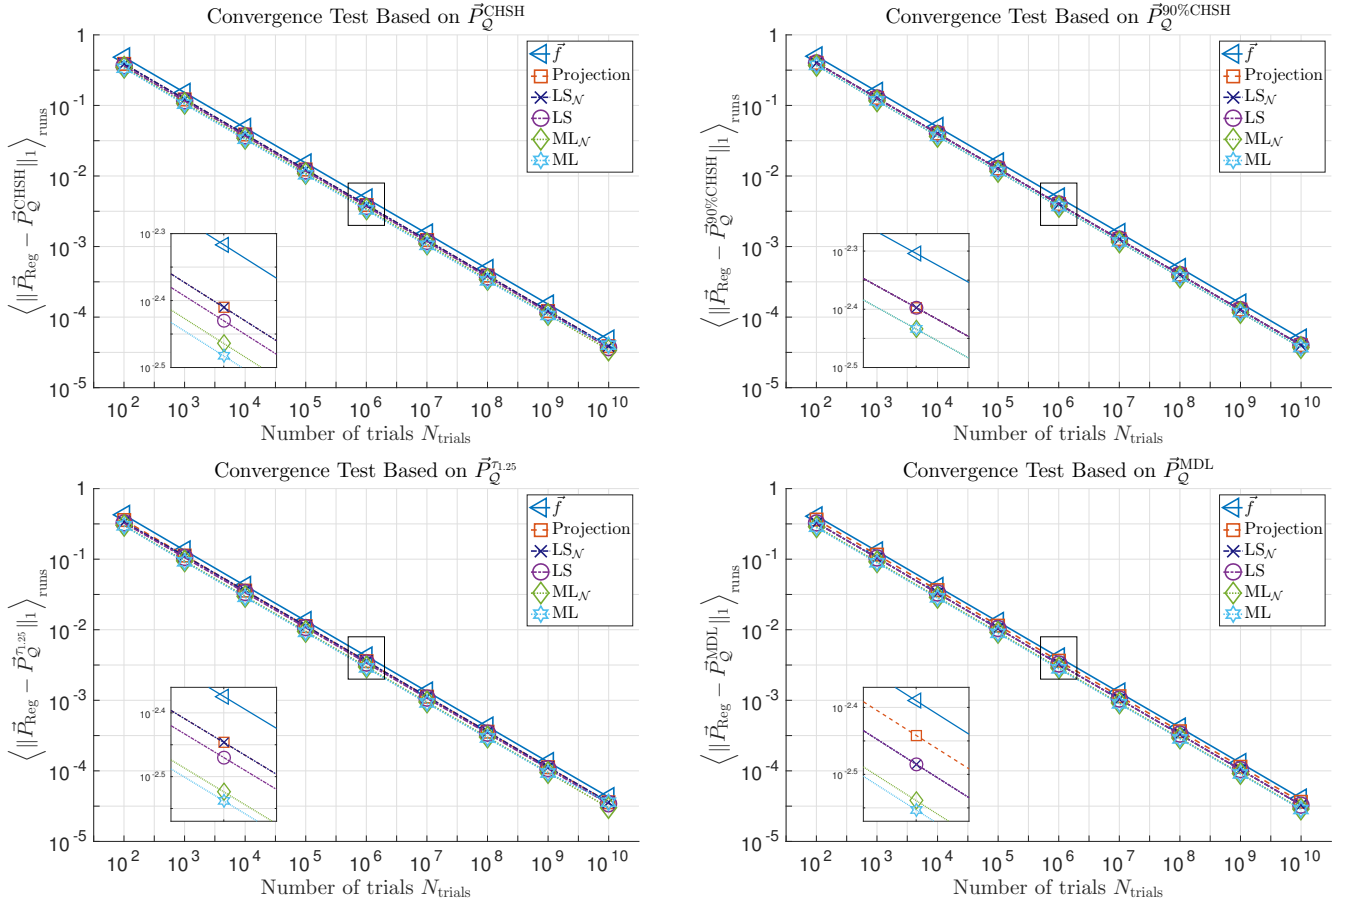 Convergence Test Based on $\vec{P}_{\mathcal{Q}}^{\text{CHSH}}$
$\left\langle \|\vec{P}_{\text{Reg}} - \vec{P}_{\mathcal{Q}}^{\text{CHSH}}\|_1 \right\rangle_{\text{runs}}$
1
10^{-1}
10^{-2}
10^{-3}
10^{-4}
10^{-5}
$\vec{f}$
Projection
LS_{\mathcal{N}}
LS
ML_{\mathcal{N}}
ML
10^{-2.3}
10^{-2.4}
10^{-2.5}
10^2 10^3 10^4 10^5 10^6 10^7 10^8 10^9 10^{10}
Number of trials $N_{\text{trials}}$
Convergence Test Based on $\vec{P}_{\mathcal{Q}}^{90\%\text{CHSH}}$
$\left\langle \|\vec{P}_{\text{Reg}} - \vec{P}_{\mathcal{Q}}^{90\%\text{CHSH}}\|_1 \right\rangle_{\text{runs}}$
1
10^{-1}
10^{-2}
10^{-3}
10^{-4}
10^{-5}
$\vec{f}$
Projection
LS_{\mathcal{N}}
LS
ML_{\mathcal{N}}
ML
10^{-2.3}
10^{-2.4}
10^{-2.5}
10^2 10^3 10^4 10^5 10^6 10^7 10^8 10^9 10^{10}
Number of trials $N_{\text{trials}}$
Convergence Test Based on $\vec{P}_{\mathcal{Q}}^{\tau_{1.25}}$
$\left\langle \|\vec{P}_{\text{Reg}} - \vec{P}_{\mathcal{Q}}^{\tau_{1.25}}\|_1 \right\rangle_{\text{runs}}$
1
10^{-1}
10^{-2}
10^{-3}
10^{-4}
10^{-5}
$\vec{f}$
Projection
LS_{\mathcal{N}}
LS
ML_{\mathcal{N}}
ML
10^{-2.4}
10^{-2.5}
10^2 10^3 10^4 10^5 10^6 10^7 10^8 10^9 10^{10}
Number of trials $N_{\text{trials}}$
Convergence Test Based on $\vec{P}_{\mathcal{Q}}^{\text{MDL}}$
$\left\langle \|\vec{P}_{\text{Reg}} - \vec{P}_{\mathcal{Q}}^{\text{MDL}}\|_1 \right\rangle_{\text{runs}}$
1
10^{-1}
10^{-2}
10^{-3}
10^{-4}
10^{-5}
$\vec{f}$
Projection
LS_{\mathcal{N}}
LS
ML_{\mathcal{N}}
ML
10^{-2.4}
10^{-2.5}
10^2 10^3 10^4 10^5 10^6 10^7 10^8 10^9 10^{10}
Number of trials $N_{\text{trials}}$